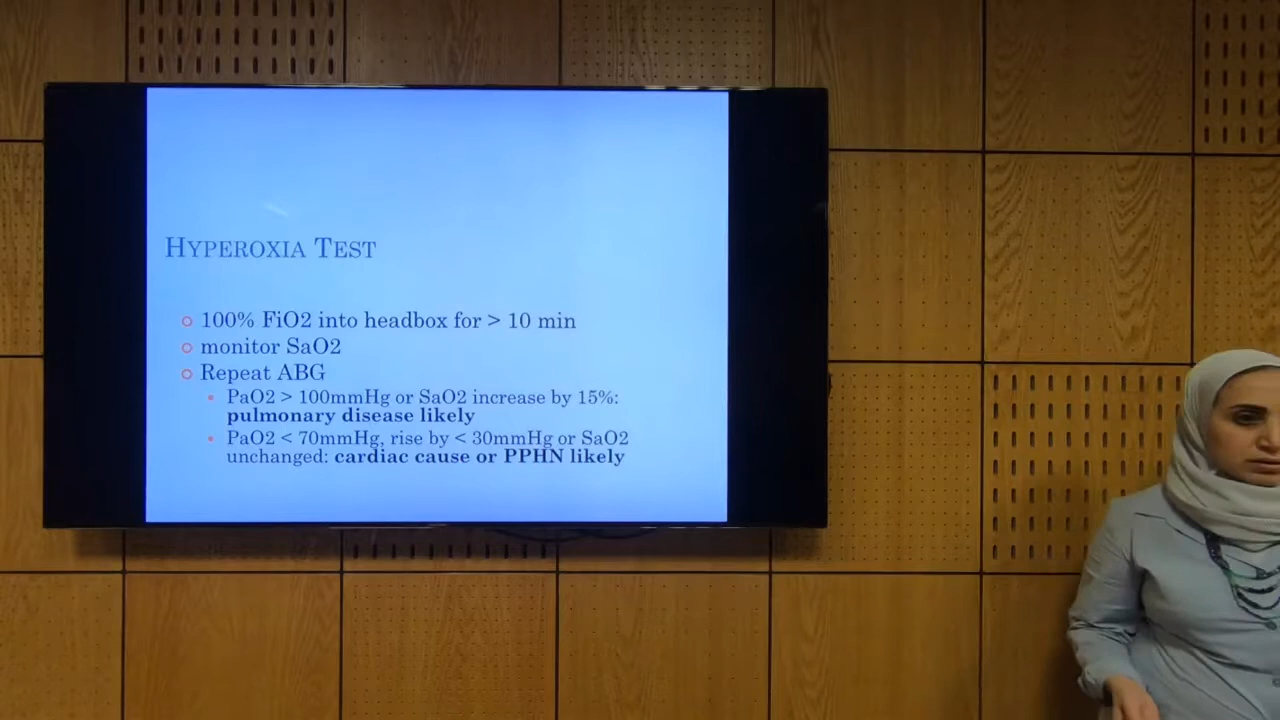 HYPEROXIA TEST
100% FiO2 into headbox for > 10 min
monitor SaO2
Repeat ABG
PaO2 > 100mmHg or SaO2 increase by 15%:
pulmonary disease likely
PaO2 < 70mmHg, rise by < 30mmHg or SaO2
unchanged: cardiac cause or PPHN likely